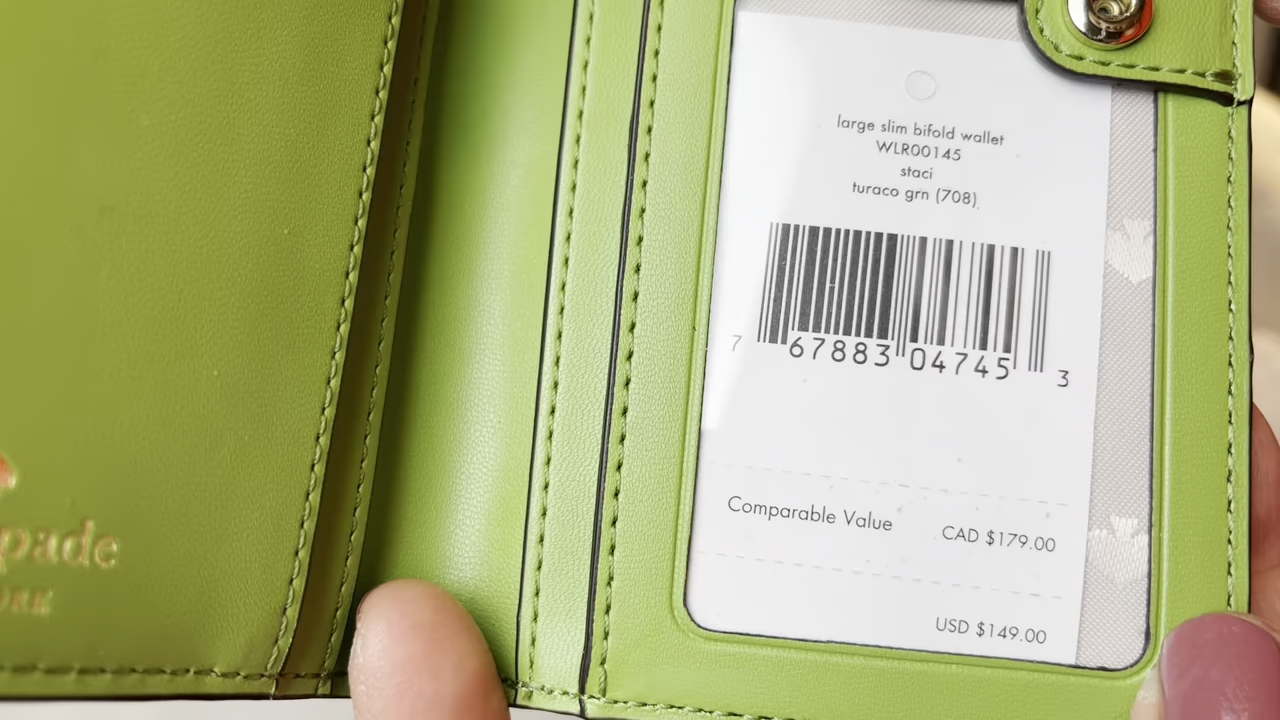 pade
large slim bifold wallet
WLR00145
staci
turaco grn (708)
7 67883 04745 3
Comparable Value CAD $179.00
USD $149.00